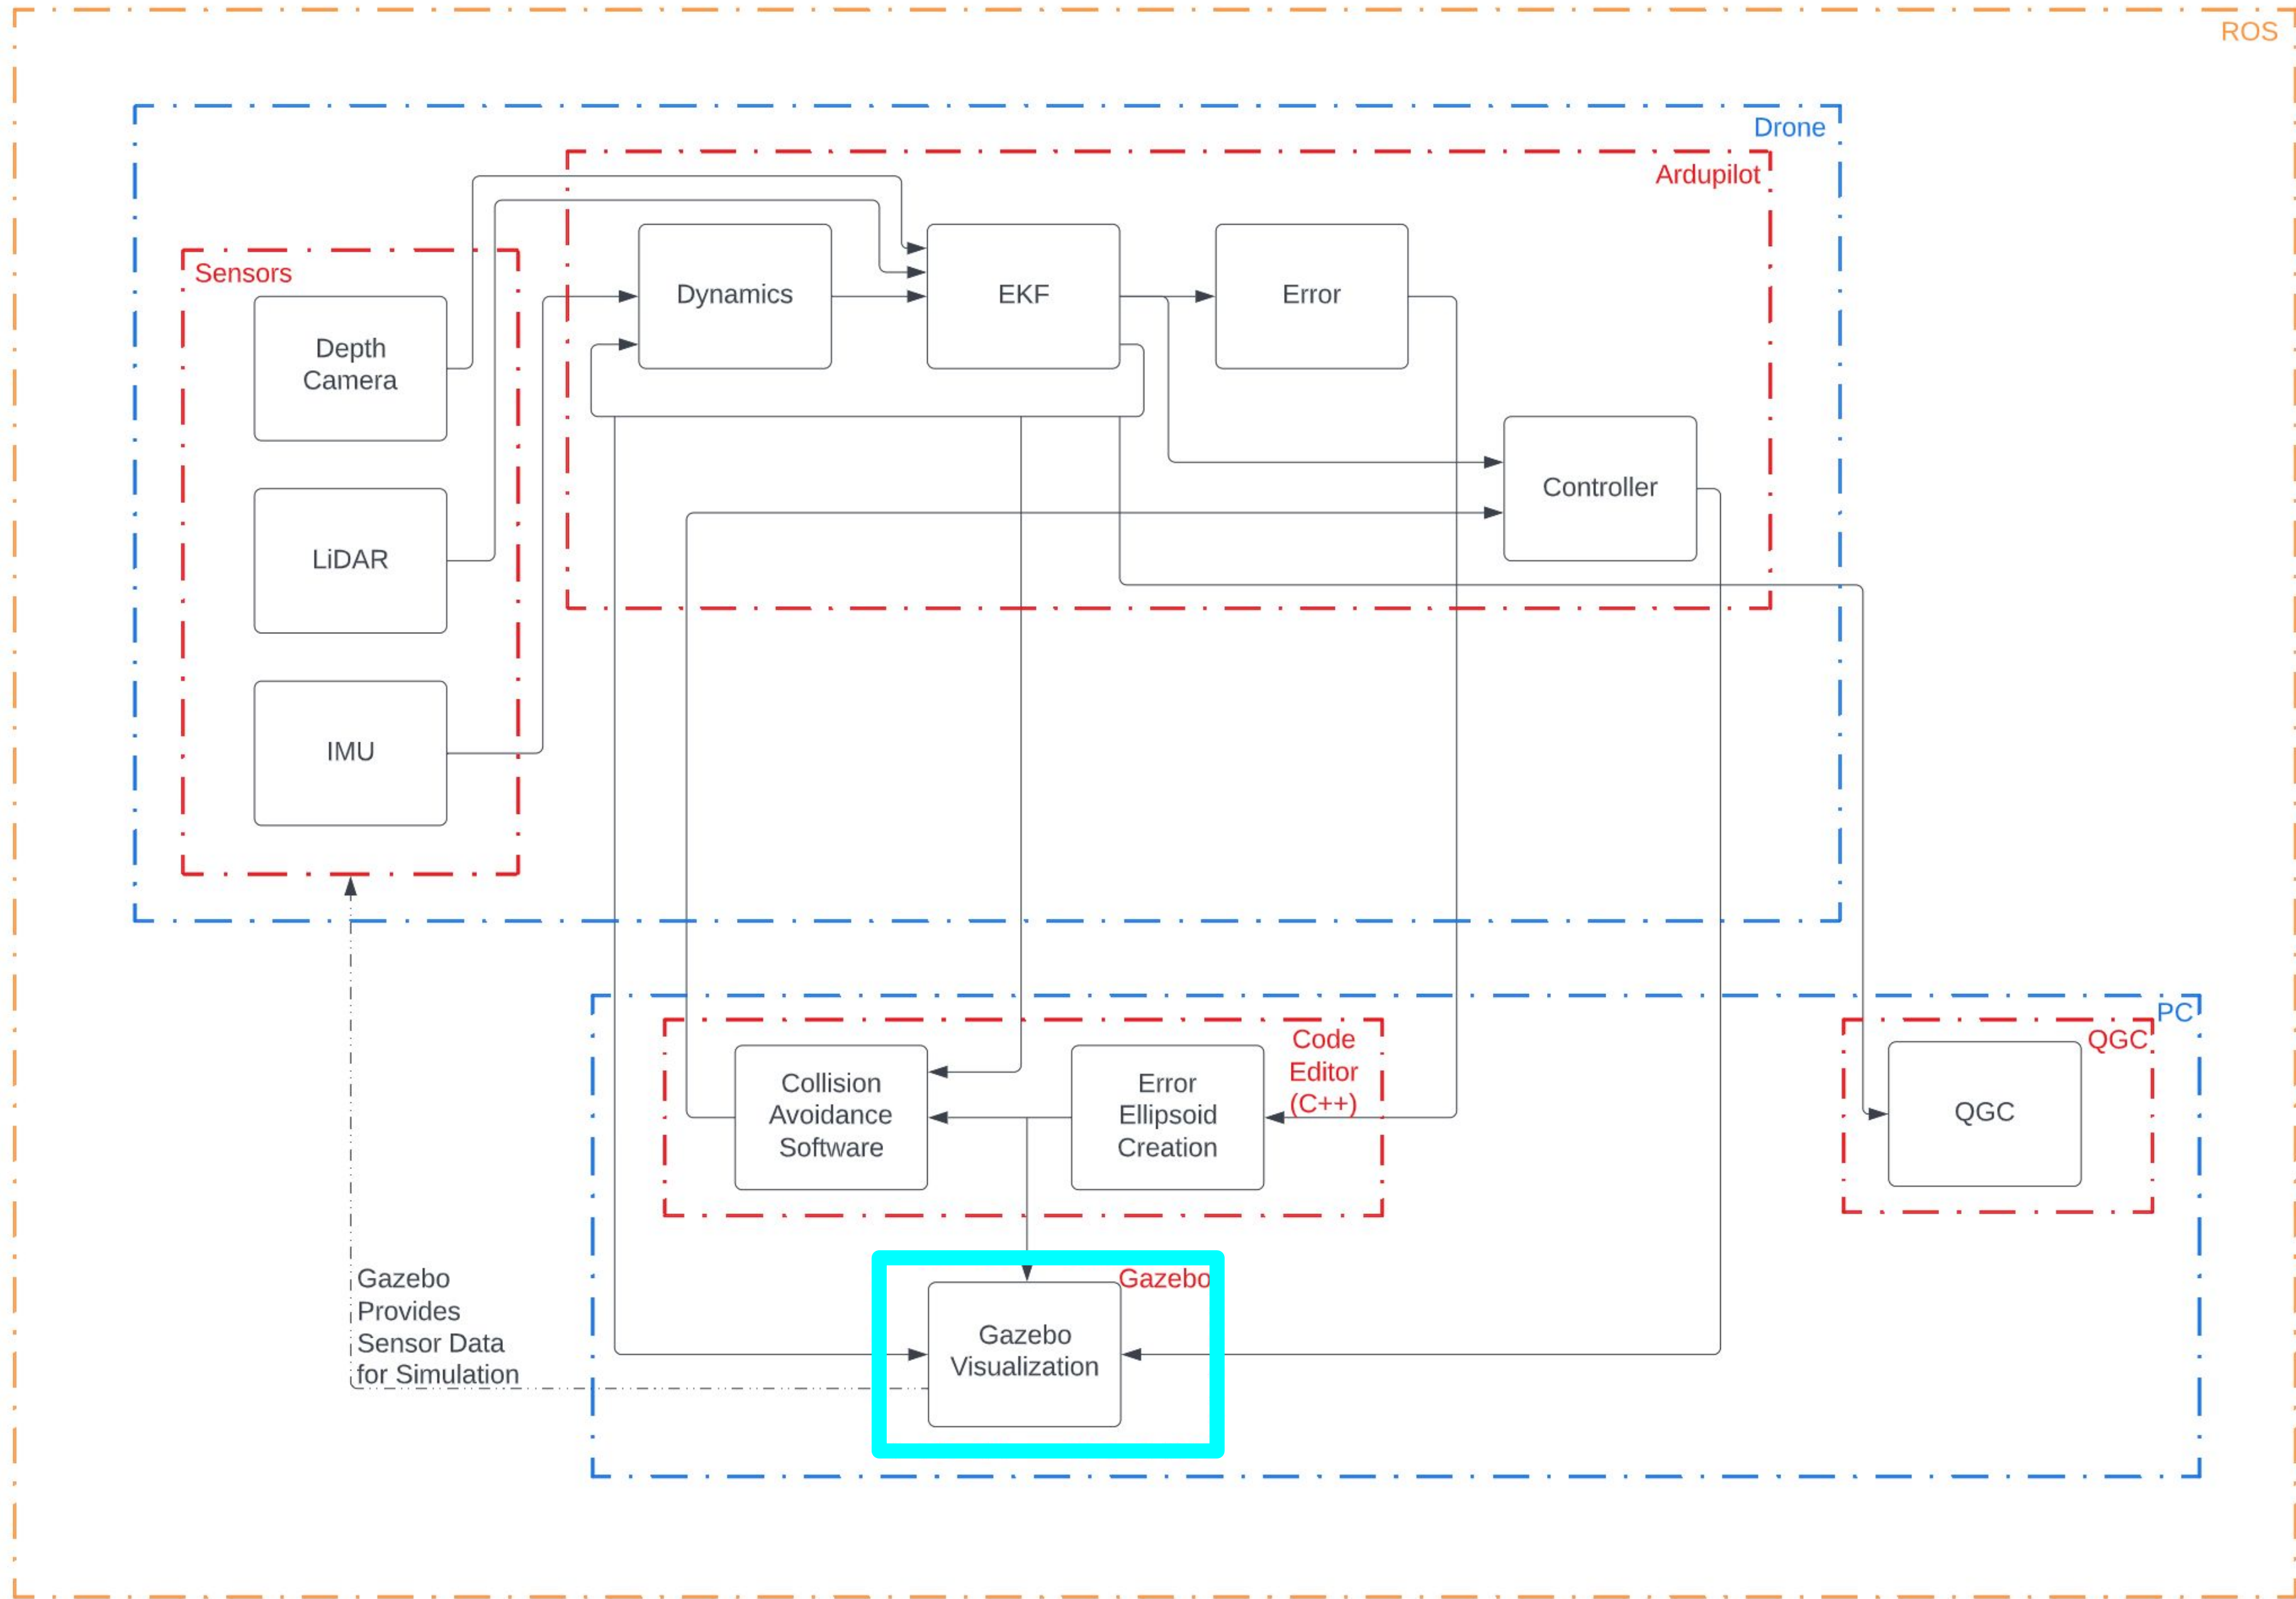 ROS
Drone
Ardupilot
Sensors
Dynamics
EKF
Error
Depth
Camera
Controller
LiDAR
IMU
PC
Code
Editor
(C++)
QGC
Collision
Avoidance
Software
Error
Ellipsoid
Creation
QGC
Gazebo
Provides
Sensor Data
for Simulation
Gazebo
Gazebo
Visualization